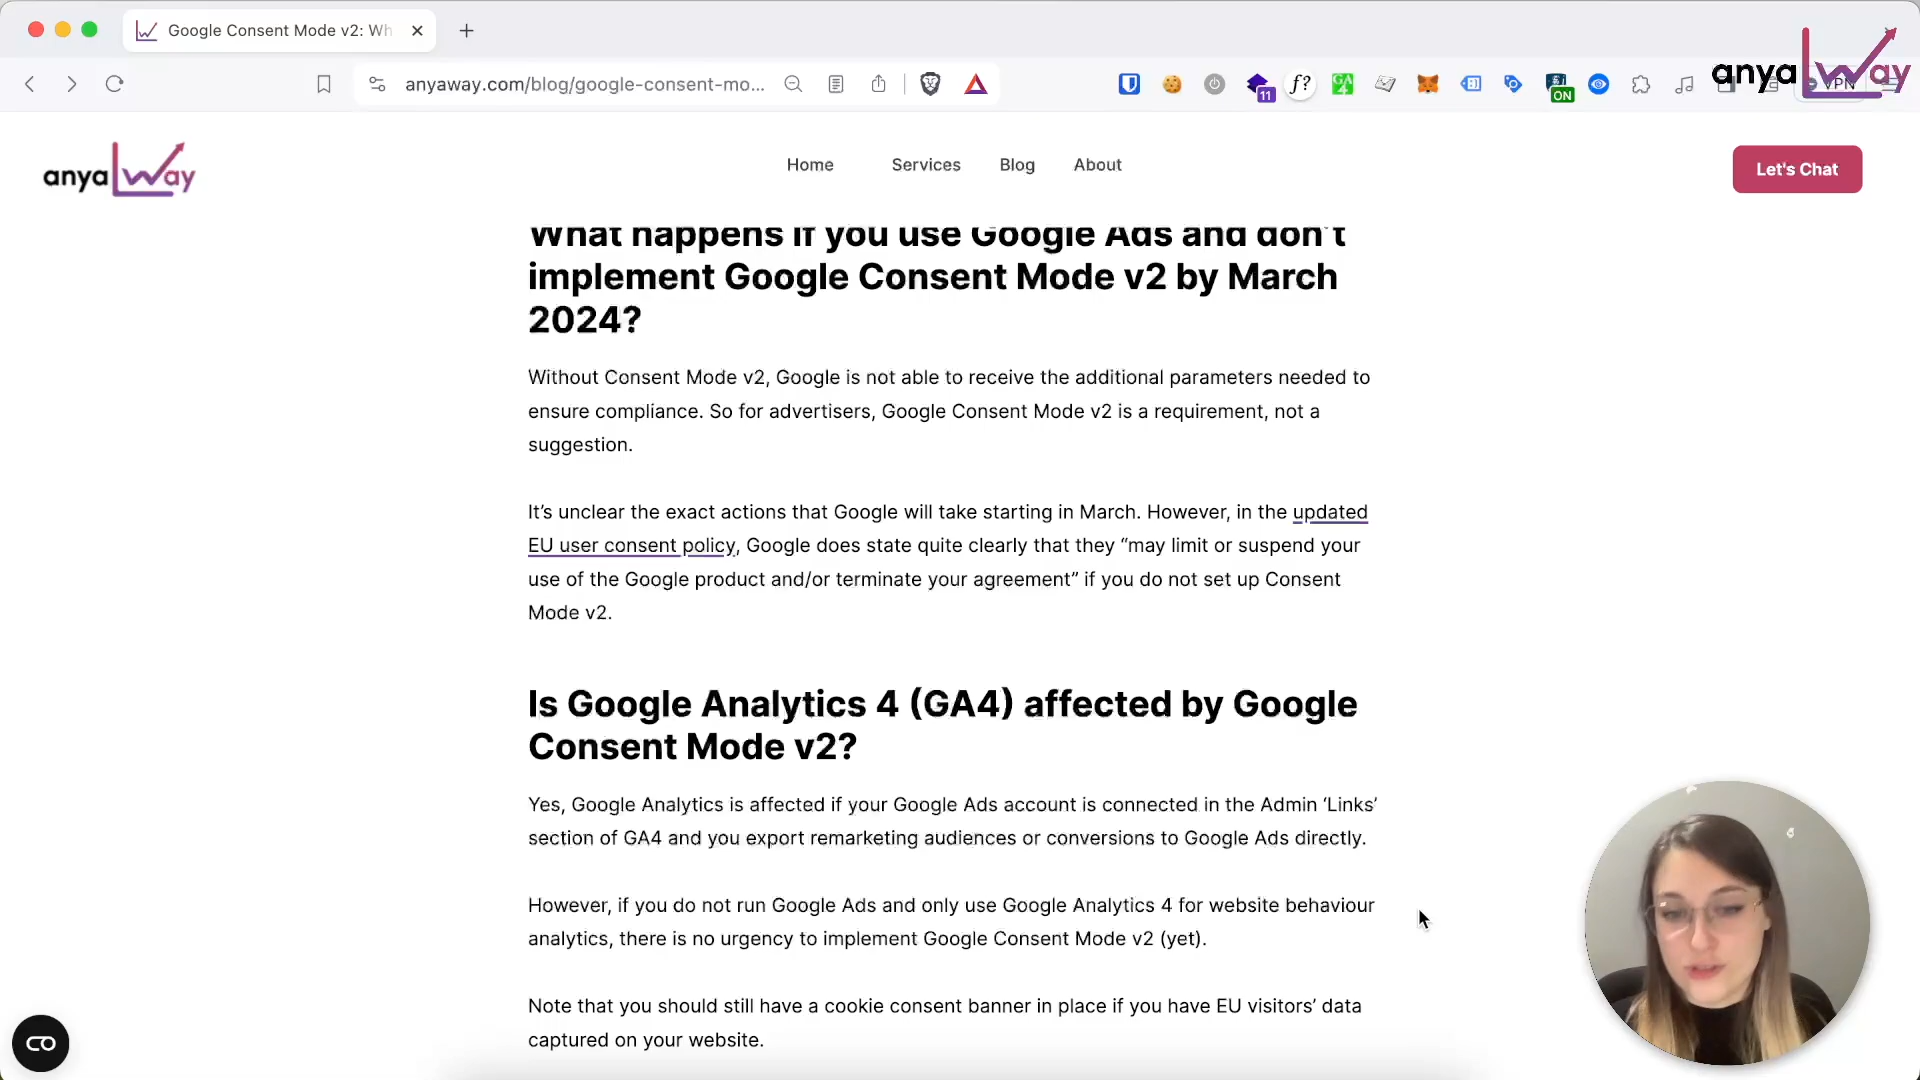 Google Consent Mode v2: Wh
anyaway.com/blog/google-consent-mo...
11
f?
GA
4
ON
VPN
anyaway
anyaway
Home
Services
Blog
About
Let's Chat
What happens if you use Google Ads and don't
implement Google Consent Mode v2 by March
2024?
Without Consent Mode v2, Google is not able to receive the additional parameters needed to
ensure compliance. So for advertisers, Google Consent Mode v2 is a requirement, not a
suggestion.
It’s unclear the exact actions that Google will take starting in March. However, in the updated
EU user consent policy, Google does state quite clearly that they “may limit or suspend your
use of the Google product and/or terminate your agreement” if you do not set up Consent
Mode v2.
Is Google Analytics 4 (GA4) affected by Google
Consent Mode v2?
Yes, Google Analytics is affected if your Google Ads account is connected in the Admin ‘Links’
section of GA4 and you export remarketing audiences or conversions to Google Ads directly.
However, if you do not run Google Ads and only use Google Analytics 4 for website behaviour
analytics, there is no urgency to implement Google Consent Mode v2 (yet).
Note that you should still have a cookie consent banner in place if you have EU visitors’ data
captured on your website.